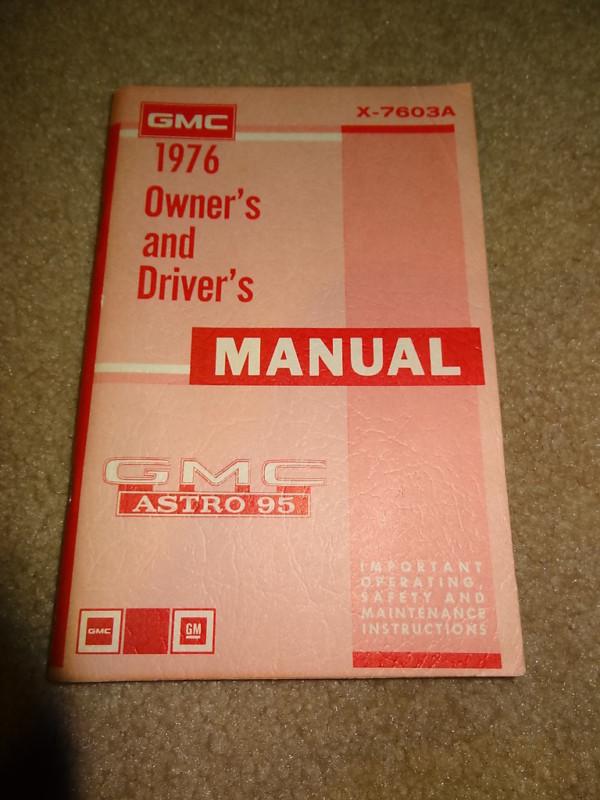 GMC
X-7603A
1976
Owner's
and
Driver's
MANUAL
GMC
ASTRO 95
IMPORTANT
OPERATING,
SAFETY AND
MAINTENANCE
INSTRUCTIONS
GMC
GM